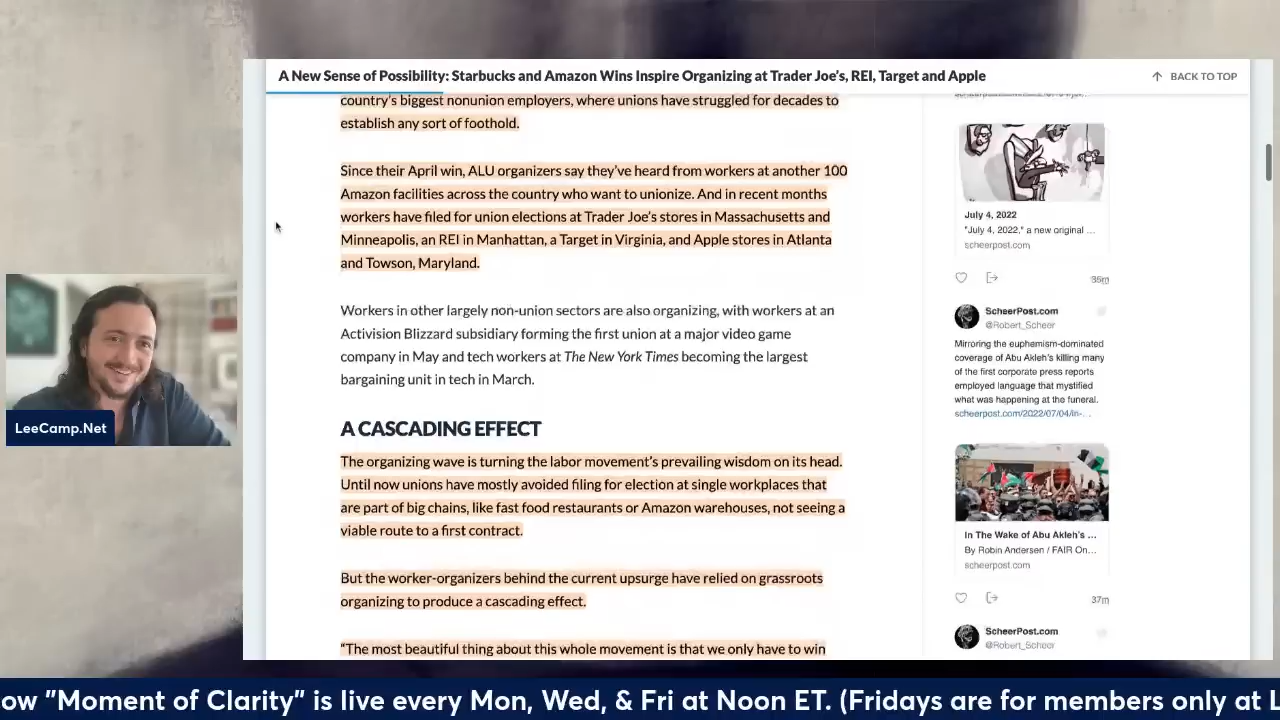 A New Sense of Possibility: Starbucks and Amazon Wins Inspire Organizing at Trader Joe's, REI, Target and Apple
BACK TO TOP
country's biggest nonunion employers, where unions have struggled for decades to
establish any sort of foothold.
Since their April win, ALU organizers say they've heard from workers at another 100
Amazon facilities across the country who want to unionize. And in recent months
workers have filed for union elections at Trader Joe's stores in Massachusetts and
Minneapolis, an REI in Manhattan, a Target in Virginia, and Apple stores in Atlanta
and Towson, Maryland.
Workers in other largely non-union sectors are also organizing, with workers at an
Activision Blizzard subsidiary forming the first union at a major video game
company in May and tech workers at The New York Times becoming the largest
bargaining unit in tech in March.
A CASCADING EFFECT
The organizing wave is turning the labor movement's prevailing wisdom on its head.
Until now unions have mostly avoided filing for election at single workplaces that
are part of big chains, like fast food restaurants or Amazon warehouses, not seeing a
viable route to a first contract.
But the worker-organizers behind the current upsurge have relied on grassroots
organizing to produce a cascading effect.
“The most beautiful thing about this whole movement is that we only have to win
July 4, 2022
"July 4, 2022," a new original ...
scheerpost.com
35m
ScheerPost.com
@Robert_Scheer
Mirroring the euphemism-dominated
coverage of Abu Akleh's killing many
of the first corporate press reports
employed language that mystified
what was happening at the funeral.
scheerpost.com/2022/07/04/in-...
In The Wake of Abu Akleh's ...
By Robin Andersen / FAIR On...
scheerpost.com
37m
ScheerPost.com
@Robert_Scheer
LeeCamp.Net
ow "Moment of Clarity" is live every Mon, Wed, & Fri at Noon ET. (Fridays are for members only at L